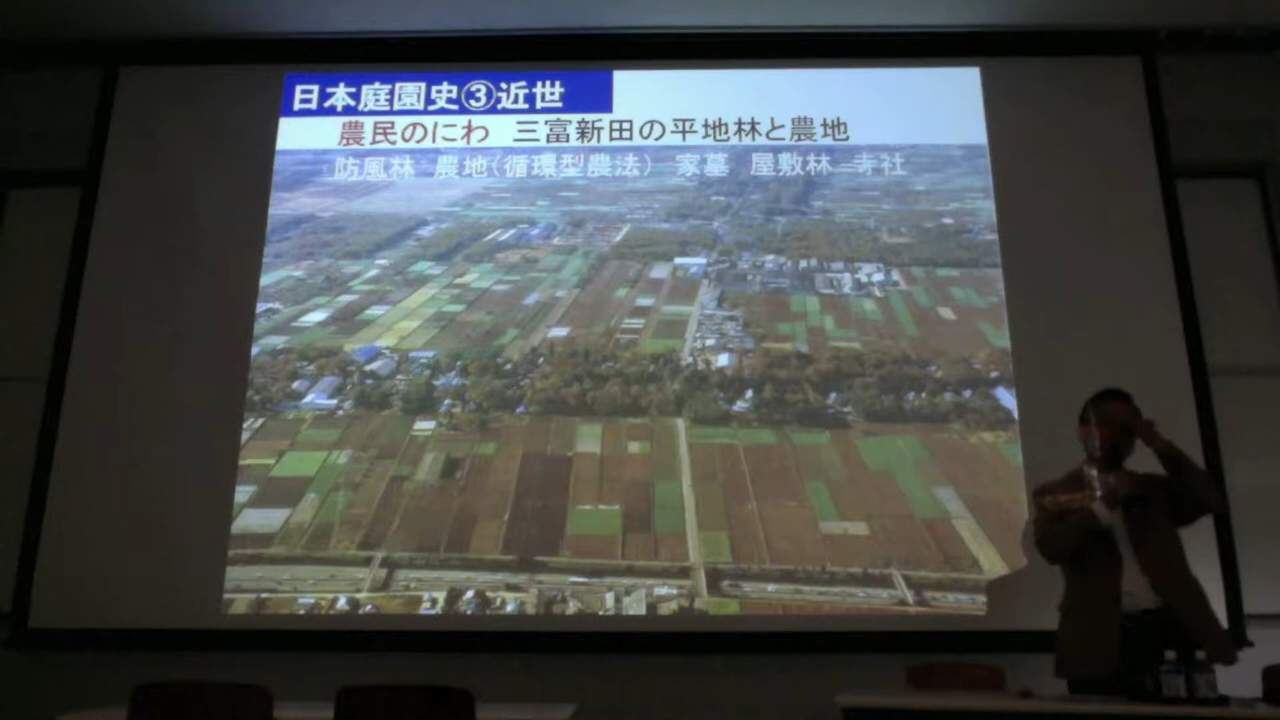 日本庭園史③近世
農民のにわ 三富新田の平地林と農地
防風林 農地(循環型農法) 家墓 屋敷林 寺社